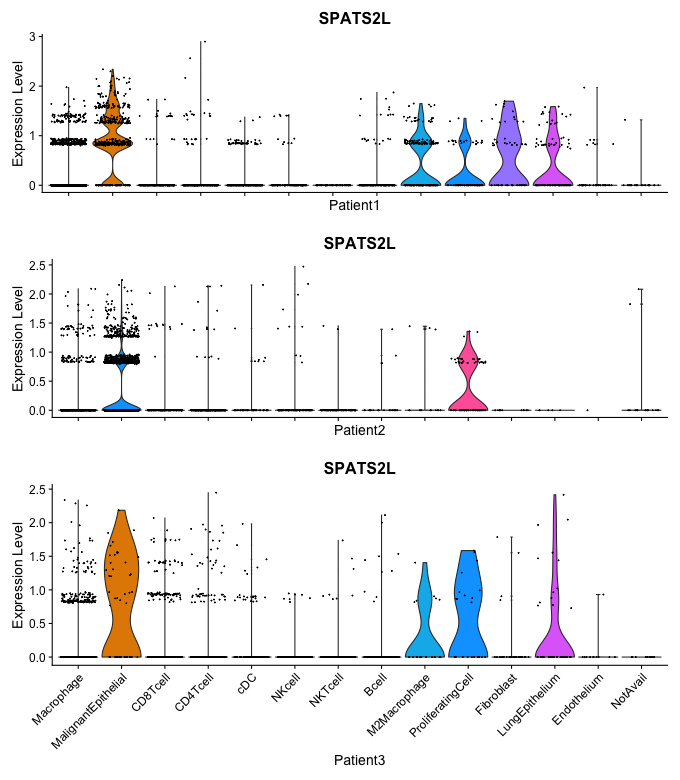 SPATS2L
Expression Level
3
2
1
0
Patient1
SPATS2L
Expression Level
2.5
2.0
1.5
1.0
0.5
0.0
Patient2
SPATS2L
Expression Level
2.5
2.0
1.5
1.0
0.5
0.0
Macrophage
MalignantEpithelial
CD8Tcell
CD4Tcell
cDC
NKcell
NKTcell
Bcell
M2Macrophage
ProliferatingCell
Fibroblast
LungEpithelium
Endothelium
NotAvail
Patient3